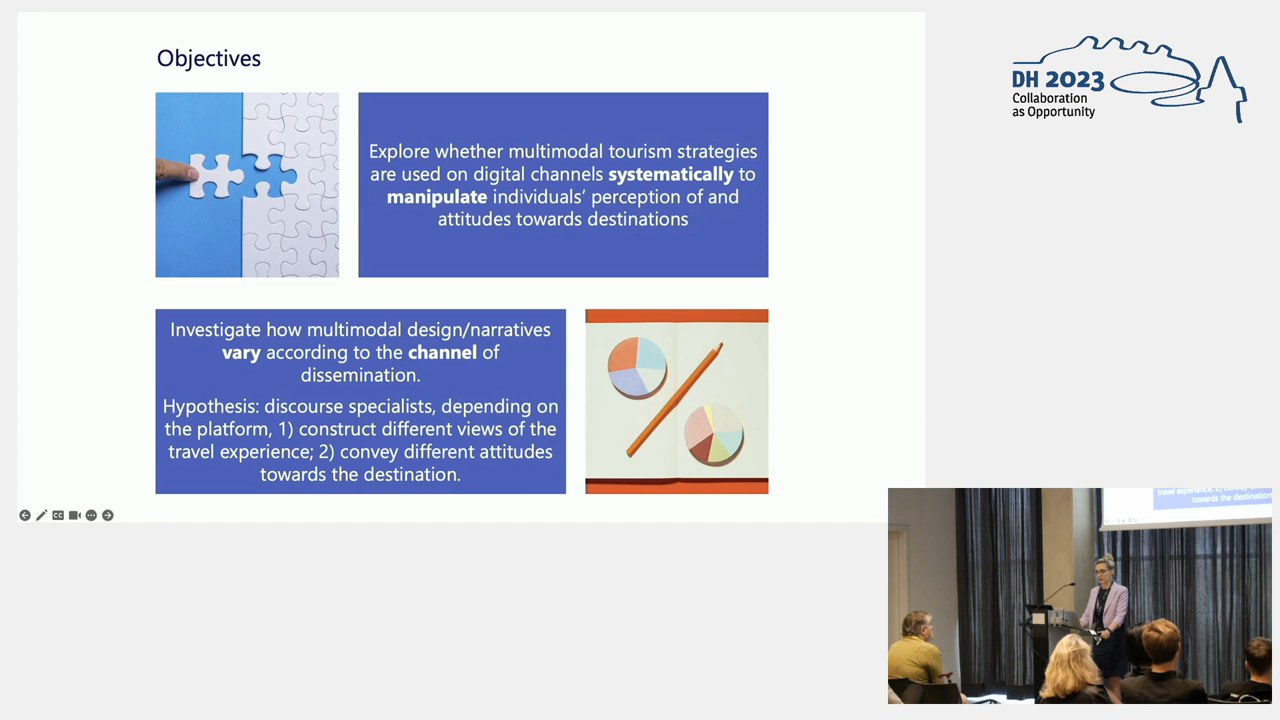 Objectives
Explore whether multimodal tourism strategies
are used on digital channels systematically to
manipulate individuals‘ perception of and
attitudes towards destinations
Investigate how multimodal design/narratives
vary according to the channel of
dissemination.
Hypothesis: discourse specialists, depending on
the platform, 1) construct different views of the
travel experience; 2) convey different attitudes
towards the destination.
DH 2023
Collaboration
as Opportunity
towards the destination